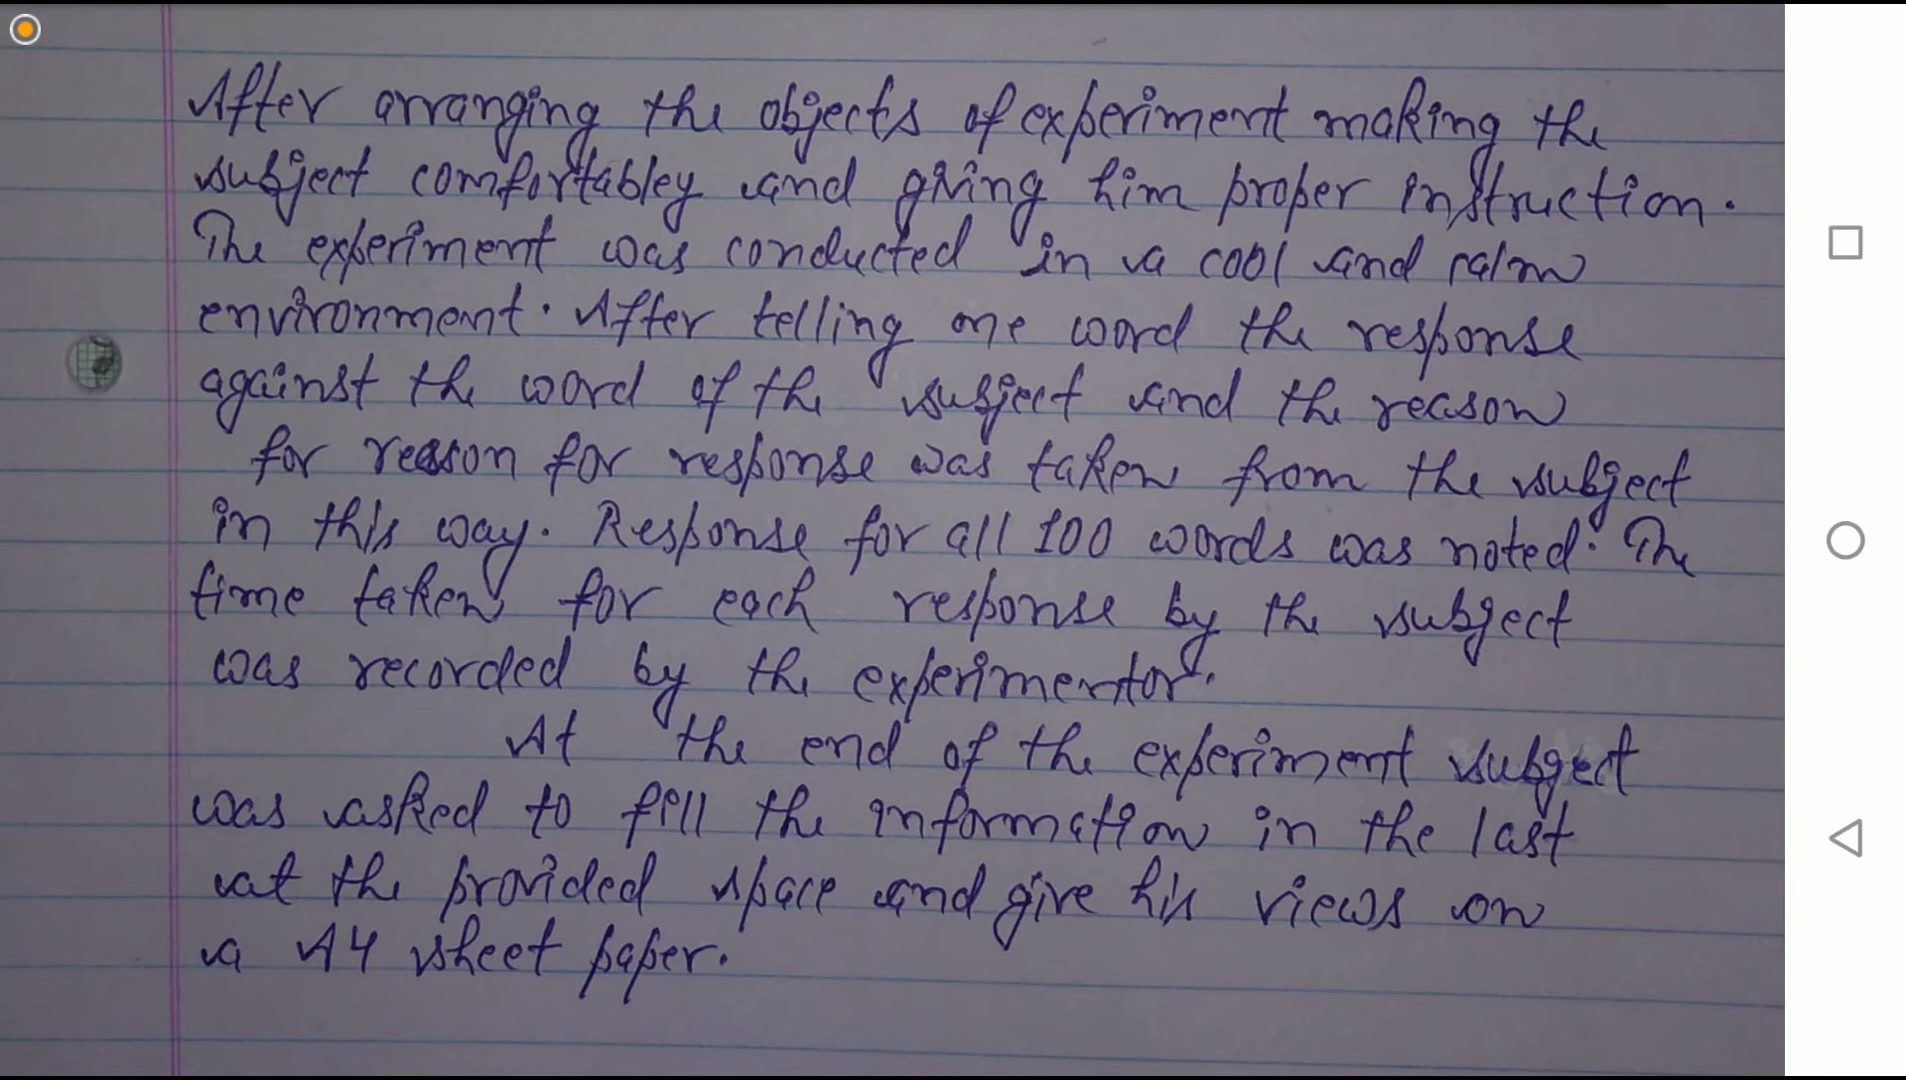 After arranging the objects of experiment making the
subject comfortabley and giving him proper instruction.
The experiment was conducted in a cool and calm
environment. After telling one word the response
against the word of the subject and the reason
for reason for response was taken from the subject
in this way. Response for all 100 words was noted. The
time taken for each response by the subject
was recorded by the experimentor.
At the end of the experiment subject
was asked to fill the information in the last
at the provided space and give his views on
a A4 sheet paper.